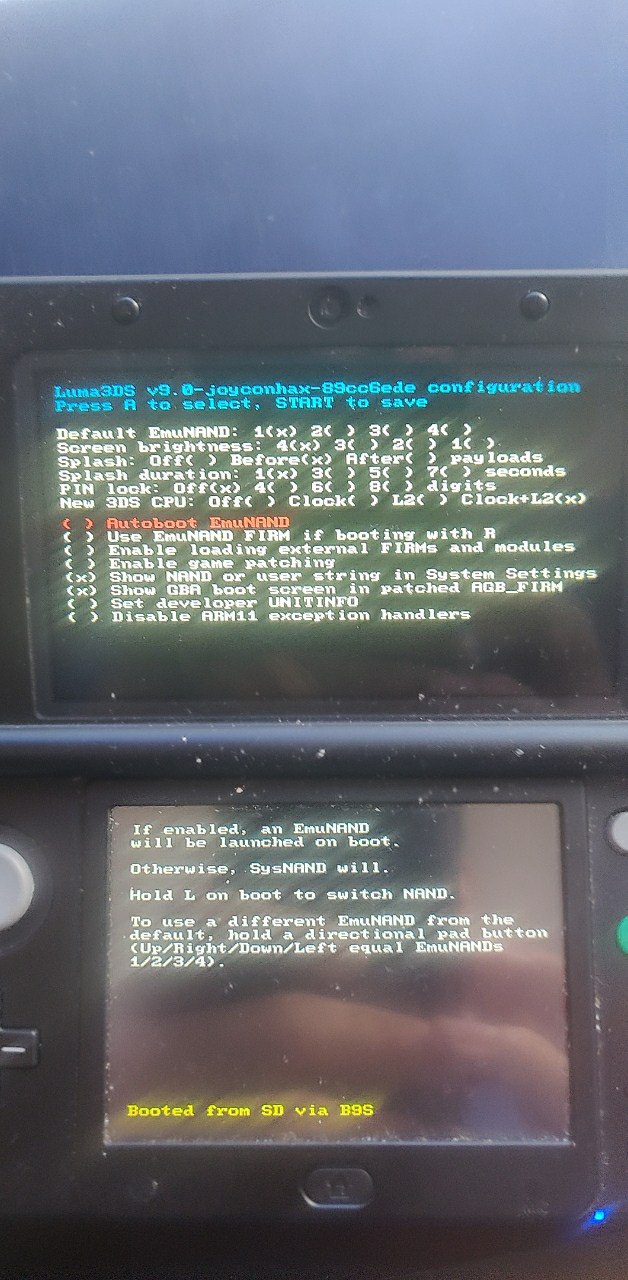 Luma3DS v9.0-joyconhax-89cc6ede configuration
Press A to select, START to save
Default EmuNAND: 1(x) 2( ) 3( ) 4( )
Screen brightness: 4(x) 3( ) 2( ) 1( )
Splash: Off( ) Before(x) After( ) payloads
Splash duration: 1(x) 3( ) 5( ) 7( ) seconds
PIN lock: Off(x) 4( ) 6( ) 8( ) digits
New 3DS CPU: Off( ) Clock( ) L2( ) Clock+L2(x)
( ) Autoboot EmuNAND
( ) Use EmuNAND FIRM if booting with R
( ) Enable loading external FIRMs and modules
( ) Enable game patching
(x) Show NAND or user string in System Settings
(x) Show GBA boot screen in patched AGB_FIRM
( ) Set developer UNITINFO
( ) Disable ARM11 exception handlers
If enabled, an EmuNAND
will be launched on boot.
Otherwise, SysNAND will.
Hold L on boot to switch NAND.
To use a different EmuNAND from the
default, hold a directional pad button
(Up/Right/Down/Left equal EmuNANDs
1/2/3/4).
Booted from SD via B9S